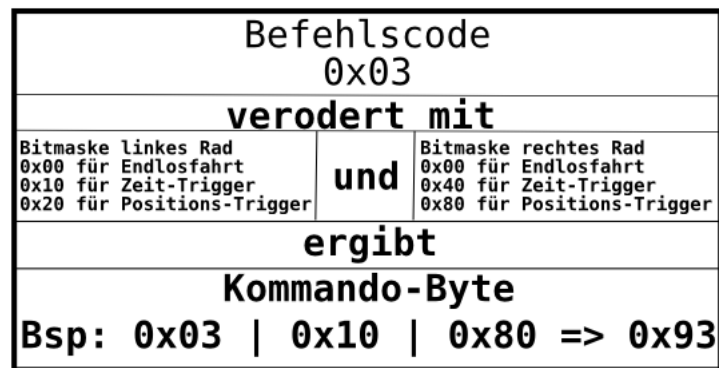 Befehlscode
0x03
verodert mit
Bitmaske linkes Rad
0x00 für Endlosfahrt
0x10 für Zeit-Trigger
0x20 für Positions-Trigger
und
Bitmaske rechtes Rad
0x00 für Endlosfahrt
0x40 für Zeit-Trigger
0x80 für Positions-Trigger
ergibt
Kommando-Byte
Bsp: 0x03 | 0x10 | 0x80 => 0x93